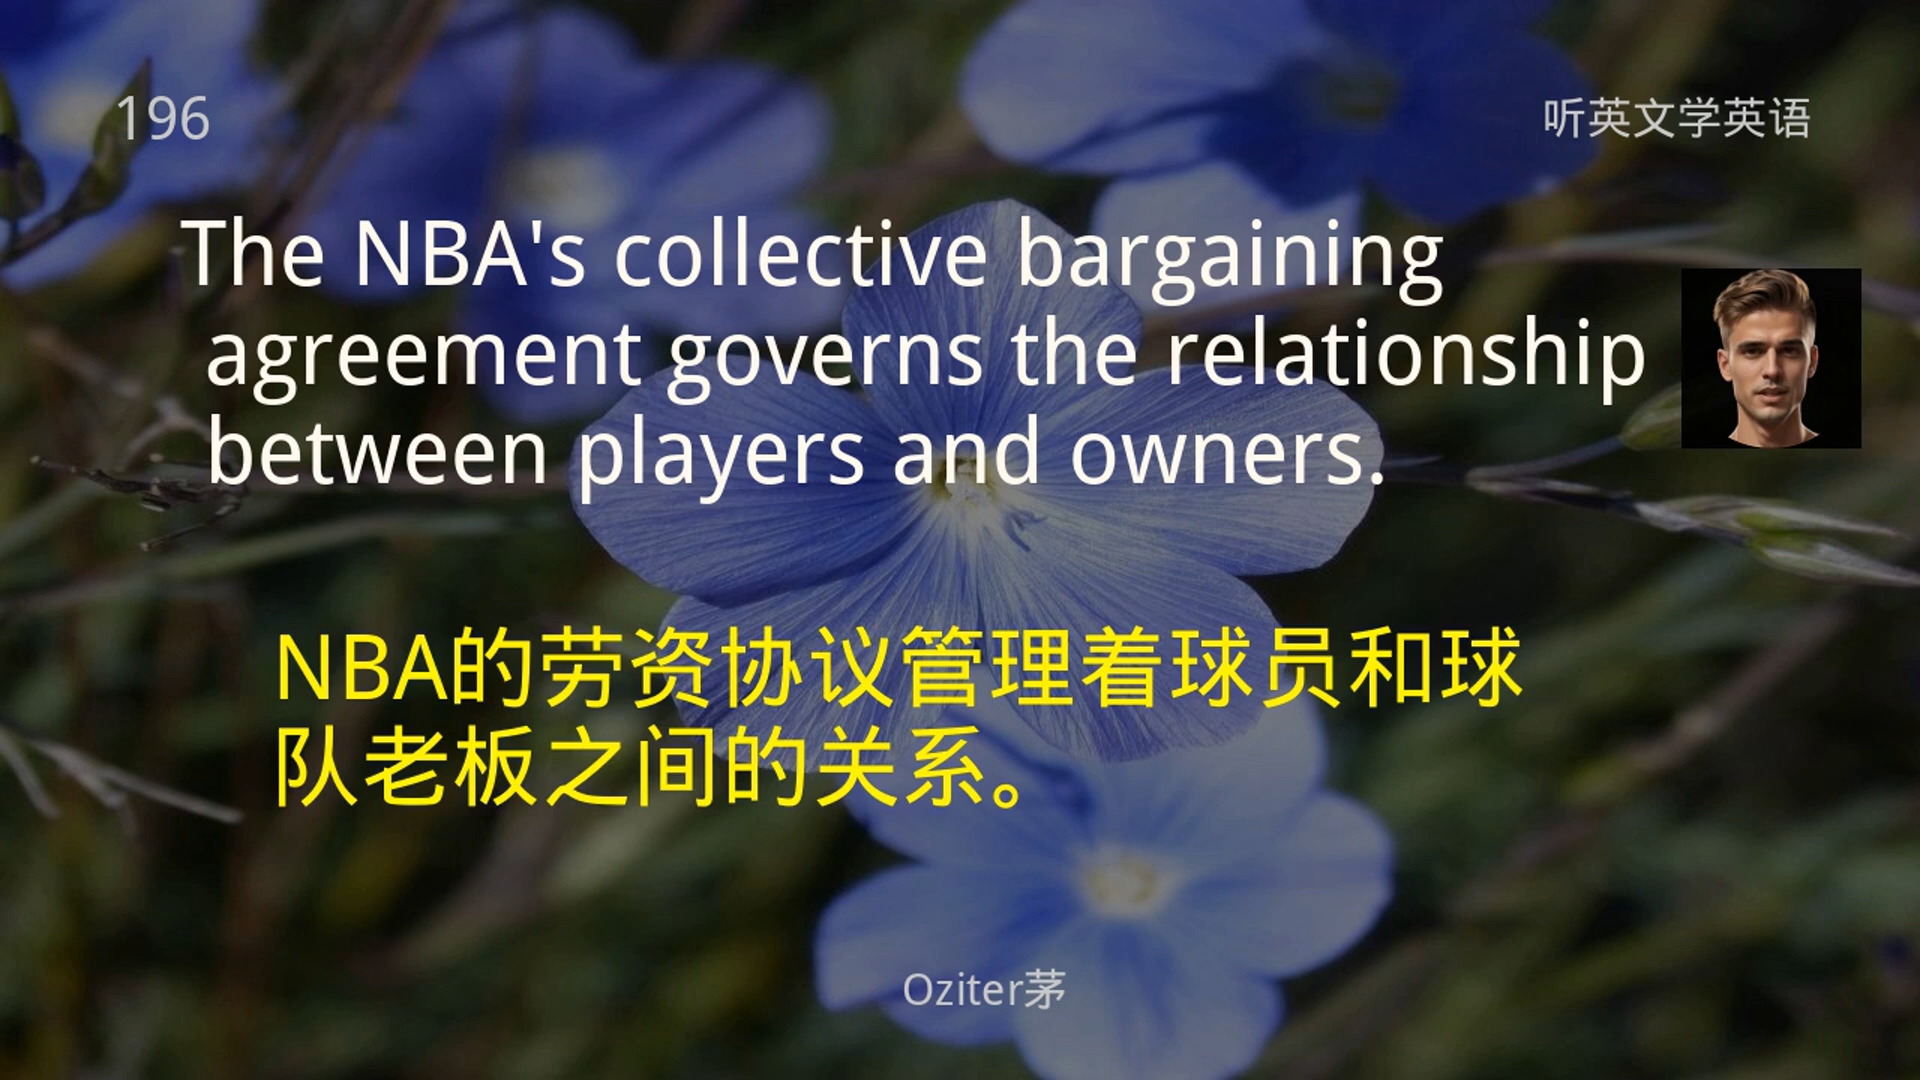 196
听英文学英语
The NBA's collective bargaining
agreement governs the relationship
between players and owners.
NBA的劳资协议管理着球员和球
队老板之间的关系。
Oziter茅